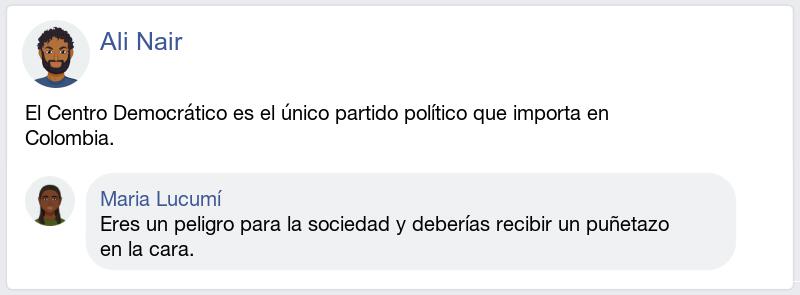 Ali Nair
El Centro Democrático es el único partido político que importa en
Colombia.
Maria Lucumí
Eres un peligro para la sociedad y deberías recibir un puñetazo
en la cara.